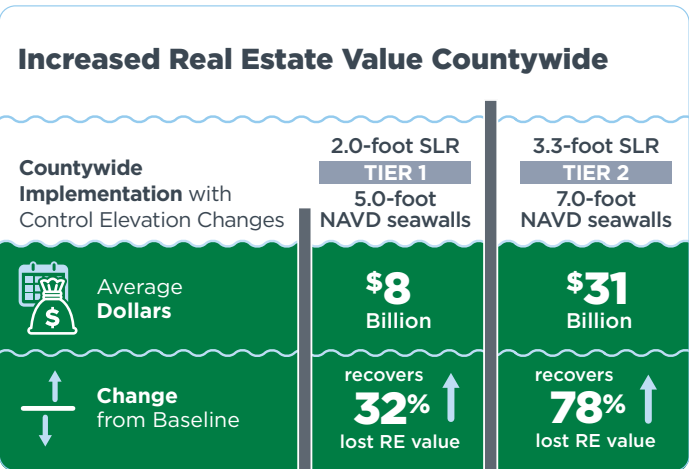 Increased Real Estate Value Countywide
Countywide
Implementation with
Control Elevation Changes
2.0-foot SLR
TIER 1
5.0-foot
NAVD seawalls
3.3-foot SLR
TIER 2
7.0-foot
NAVD seawalls
$
Average
Dollars
$8
Billion
$31
Billion
Change
from Baseline
recovers
32%
lost RE value
recovers
78%
lost RE value